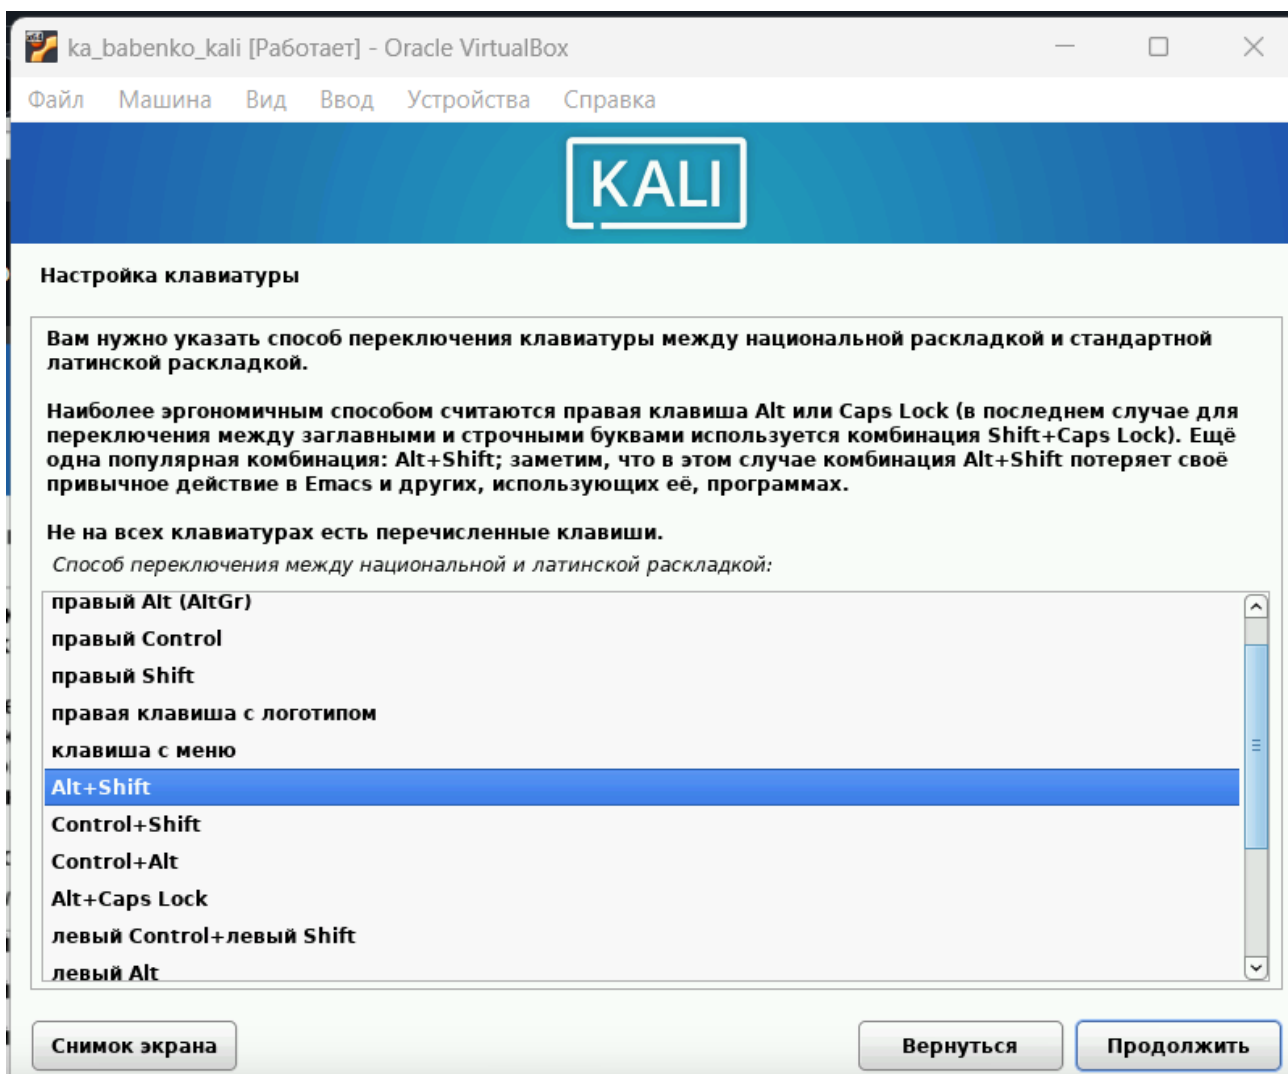 ka_babenko_kali [Работает] - Oracle VirtualBox
Файл Машина Вид Ввод Устройства Справка
KALI
Настройка клавиатуры
Вам нужно указать способ переключения клавиатуры между национальной раскладкой и стандартной
латинской раскладкой.
Наиболее эргономичным способом считаются правая клавиша Alt или Caps Lock (в последнем случае для
переключения между заглавными и строчными буквами используется комбинация Shift+Caps Lock). Ещё
одна популярная комбинация: Alt+Shift; заметим, что в этом случае комбинация Alt+Shift потеряет своё
привычное действие в Emacs и других, использующих её, программах.
Не на всех клавиатурах есть перечисленные клавиши.
Способ переключения между национальной и латинской раскладкой:
правый Alt (AltGr)
правый Control
правый Shift
правая клавиша с логотипом
клавиша с меню
Alt+Shift
Control+Shift
Control+Alt
Alt+Caps Lock
левый Control+левый Shift
левый Alt
Снимок экрана
Вернуться
Продолжить